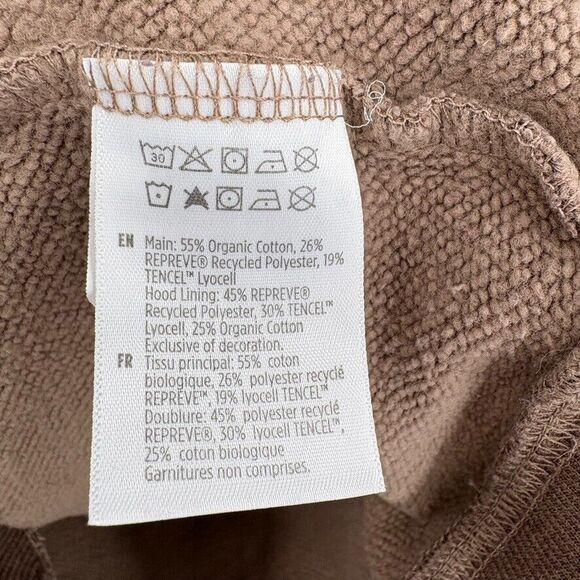 30
EN Main: 55% Organic Cotton, 26%
REPREVE® Recycled Polyester, 19%
TENCEL™ Lyocell
Hood Lining: 45% REPREVE®
Recycled Polyester, 30% TENCEL™
Lyocell, 25% Organic Cotton
Exclusive of decoration.
FR Tissu principal: 55% coton
biologique, 26% polyester recyclé
REPREVE™, 19% lyocell TENCEL™
Doublure: 45% polyester recyclé
REPREVE®, 30% lyocell TENCEL™,
25% coton biologique
Garnitures non comprises.